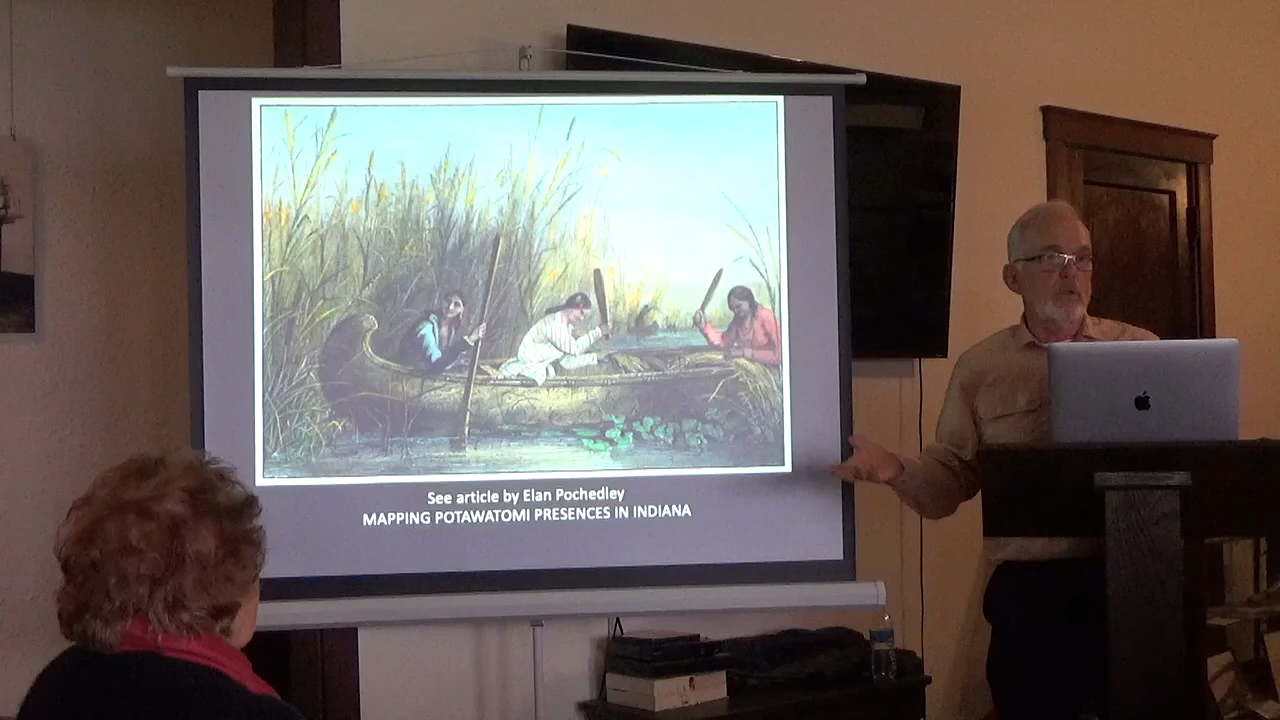 See article by Elan Pochedley
MAPPING POTAWATOMI PRESENCES IN INDIANA